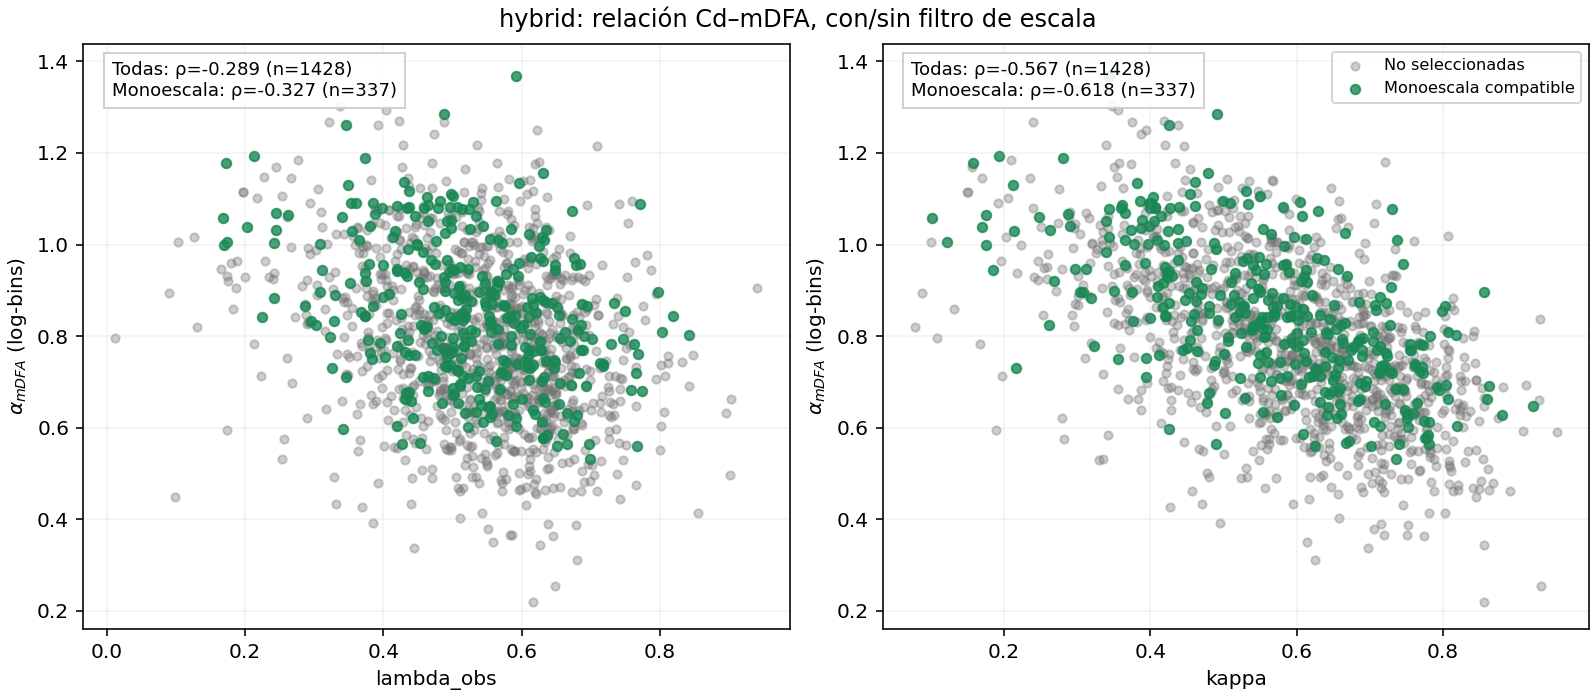 hybrid: relación Cd–mDFA, con/sin filtro de escala
Todas: ρ=-0.289 (n=1428)
Monoescala: ρ=-0.327 (n=337)
1.4
1.2
1.0
0.8
0.6
0.4
0.2
α_mDFA (log-bins)
0.0 0.2 0.4 0.6 0.8
lambda_obs
Todas: ρ=-0.567 (n=1428)
Monoescala: ρ=-0.618 (n=337)
No seleccionadas
Monoescala compatible
1.4
1.2
1.0
0.8
0.6
0.4
0.2
α_mDFA (log-bins)
0.2 0.4 0.6 0.8
kappa